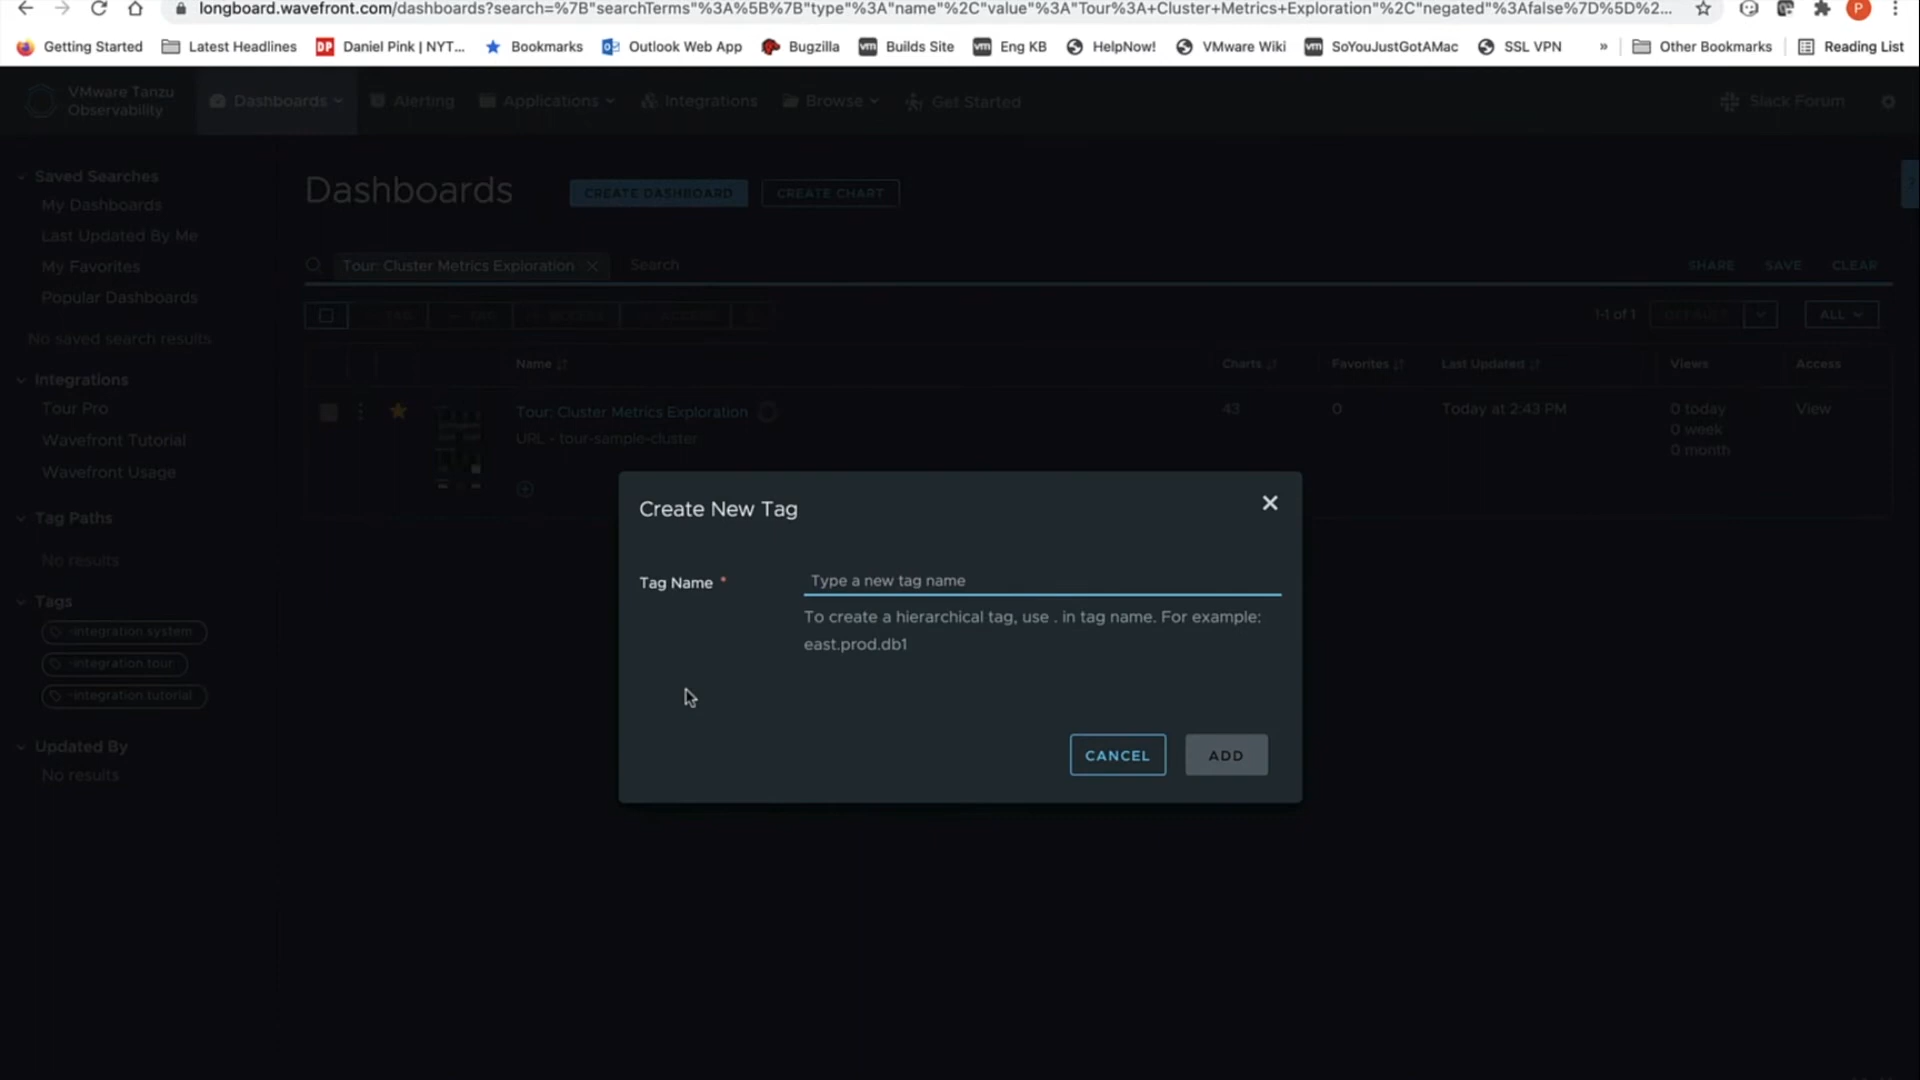 longboard.wavefront.com/dashboards?search=%7B"searchTerms"%3A%5B%7B"type"%3A"name"%2C"value"%3A"Tour%3A+Cluster+Metrics+Exploration"%2C"negated"%3Afalse%7D%5D%2...
P
Getting Started
Latest Headlines
DP Daniel Pink | NYT...
Bookmarks
Outlook Web App
Bugzilla
vm Builds Site
vm Eng KB
HelpNow!
VMware Wiki
vm SoYouJustGotAMac
SSL VPN
»
Other Bookmarks
Reading List
VMware Tanzu
Observability
Dashboards
Alerting
Applications
Integrations
Browse
Get Started
Slack Forum
Saved Searches
My Dashboards
Last Updated By Me
My Favorites
Popular Dashboards
No saved search results
Integrations
Tour Pro
Wavefront Tutorial
Wavefront Usage
Tag Paths
No results
Tags
~integration.system
~integration.tour
~integration.tutorial
Updated By
No results
Dashboards
CREATE DASHBOARD
CREATE CHART
Tour: Cluster Metrics Exploration
Search
SHARE
SAVE
CLEAR
1-1 of 1
ALL
Name
Charts
Favorites
Last Updated
Views
Access
Tour: Cluster Metrics Exploration
URL - tour-sample-cluster
43
0
Today at 2:43 PM
0 today
0 week
0 month
View
Create New Tag
Tag Name *
Type a new tag name
To create a hierarchical tag, use . in tag name. For example:
east.prod.db1
CANCEL
ADD